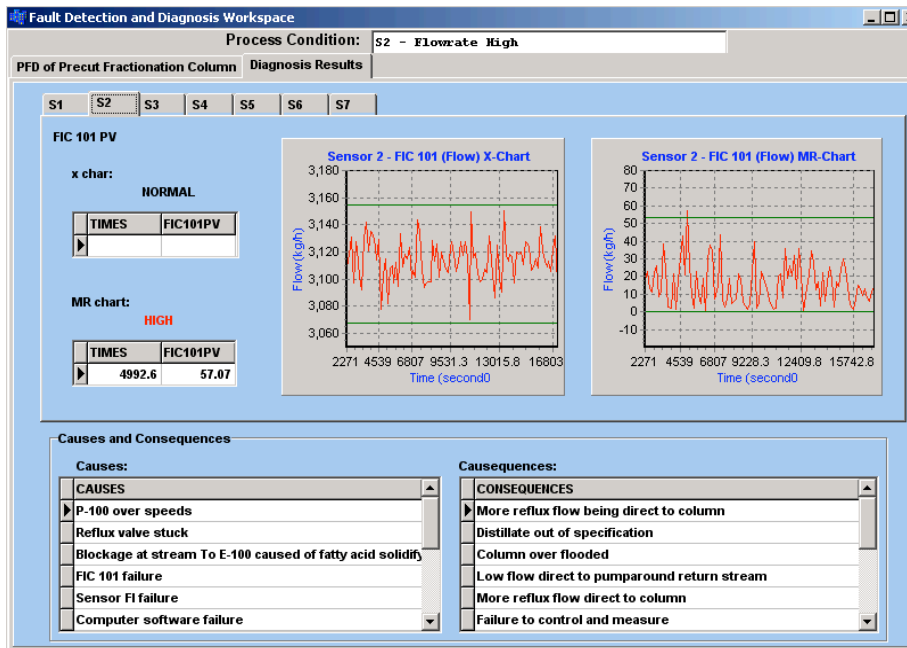 Fault Detection and Diagnosis Workspace
Process Condition: S2 - Flowrate High
PFD of Precut Fractionation Column Diagnosis Results
S1 S2 S3 S4 S5 S6 S7
FIC 101 PV
x char:
NORMAL
TIMES FIC101PV
MR chart:
HIGH
TIMES FIC101PV
4992.6 57.07
Sensor 2 - FIC 101 (Flow) X-Chart
3,180
3,160
3,140
3,120
3,100
3,080
3,060
Flow(kg/h)
2271 4539 6807 9531.3 13015.8 16803
Time (second0
Sensor 2 - FIC 101 (Flow) MR-Chart
80
70
60
50
40
30
20
10
0
-10
Flow (kg/h)
2271 4539 6807 9228.3 12409.8 15742.8
Time (second0
Causes and Consequences
Causes:
CAUSES
P-100 over speeds
Reflux valve stuck
Blockage at stream To E-100 caused of fatty acid solidify
FIC 101 failure
Sensor FI failure
Computer software failure
Causequences:
CONSEQUENCES
More reflux flow being direct to column
Distillate out of specification
Column over flooded
Low flow direct to pumparound return stream
More reflux flow direct to column
Failure to control and measure